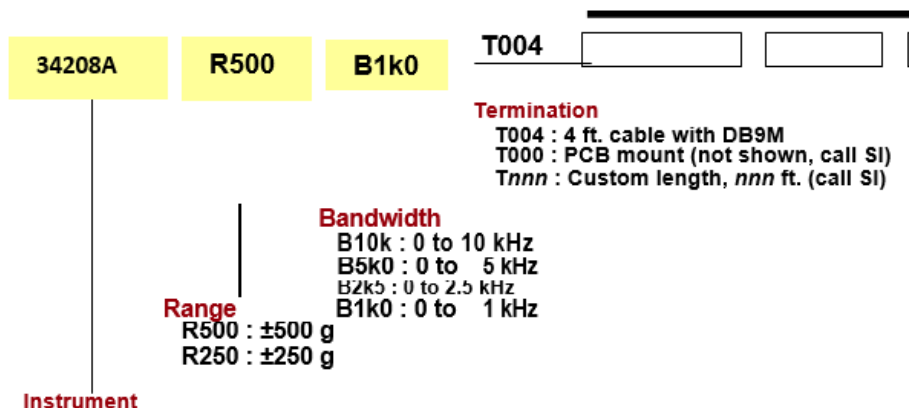 34208A R500 B1k0 T004
Termination
T004 : 4 ft. cable with DB9M
T000 : PCB mount (not shown, call SI)
Tnnn : Custom length, nnn ft. (call SI)
Bandwidth
B10k : 0 to 10 kHz
B5k0 : 0 to 5 kHz
B2k5 : 0 to 2.5 kHz
B1k0 : 0 to 1 kHz
Range
R500 : ±500 g
R250 : ±250 g
Instrument